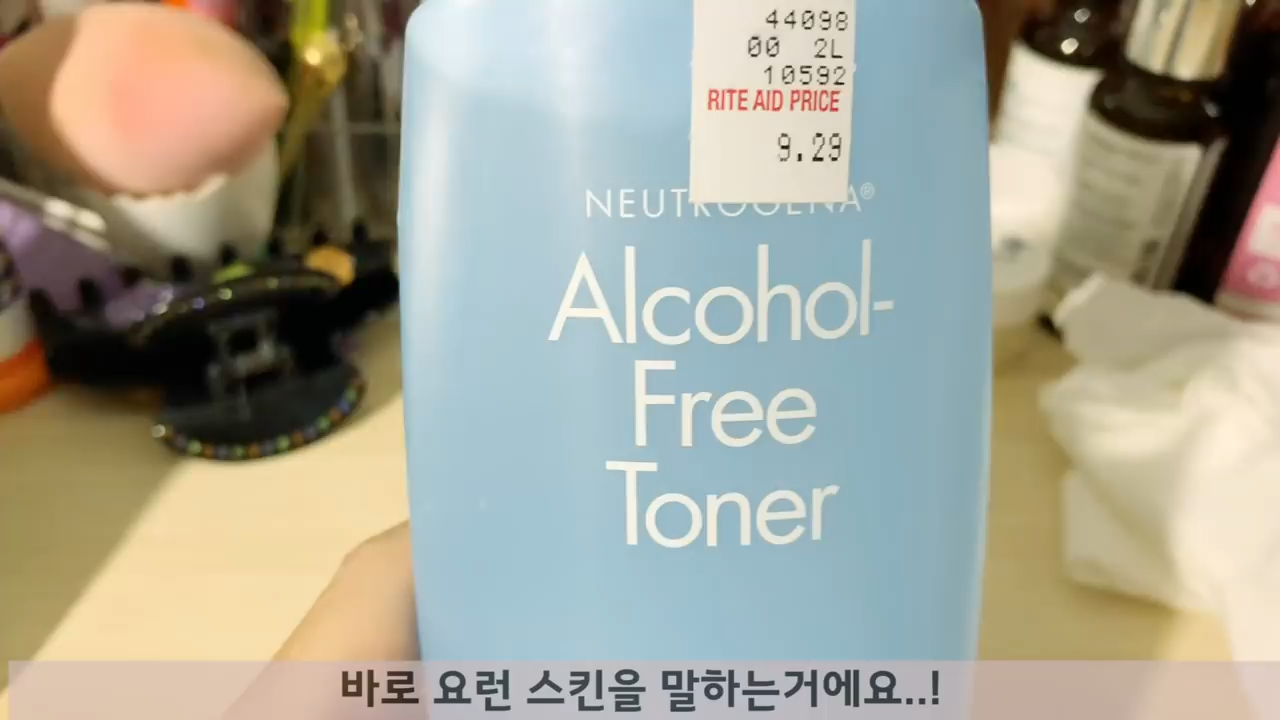 44098
00 2L
10592
RITE AID PRICE
9.29
NEUTROGENA®
Alcohol-
Free
Toner
바로 요런 스킨을 말하는거에요..!